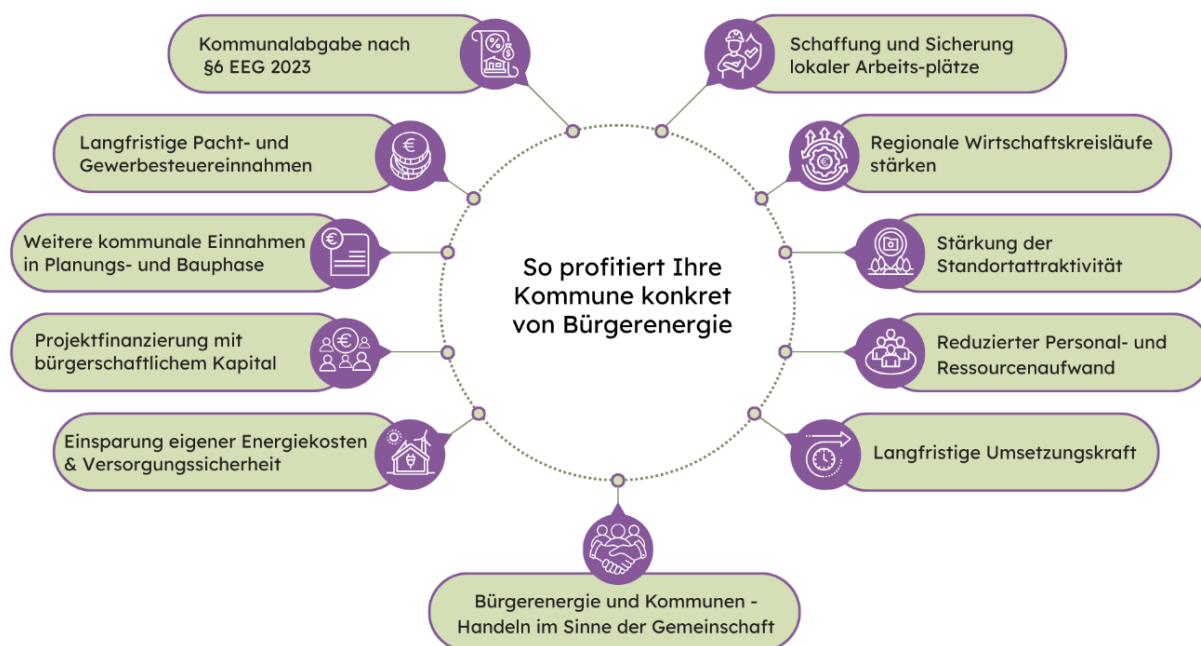 Kommunalabgabe nach
§6 EEG 2023
Schaffung und Sicherung
lokaler Arbeits-plätze
Langfristige Pacht- und
Gewerbesteuereinnahmen
Regionale Wirtschaftskreisläufe
stärken
Weitere kommunale Einnahmen
in Planungs- und Bauphase
So profitiert Ihre
Kommune konkret
von Bürgerenergie
Stärkung der
Standortattraktivität
Projektfinanzierung mit
bürgerschaftlichem Kapital
Reduzierter Personal- und
Ressourcenaufwand
Einsparung eigener Energiekosten
& Versorgungssicherheit
Langfristige Umsetzungskraft
Bürgerenergie und Kommunen -
Handeln im Sinne der Gemeinschaft